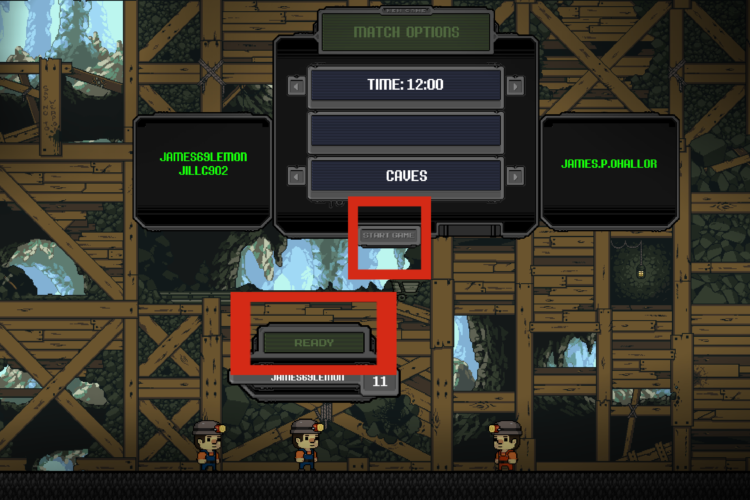 MATCH OPTIONS
TIME: 12:00
JAMES69LEMON
JILLC902
CAVES
JAMES.P.OHALLOR
START GAME
READY
JAMES69LEMON
11